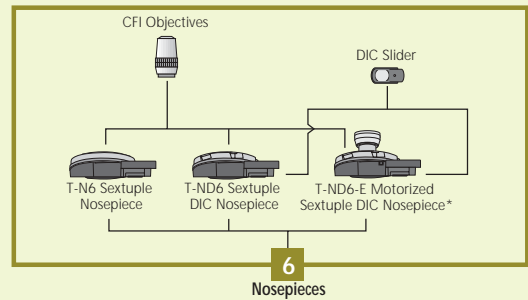 CFI Objectives
DIC Slider
T-N6 Sextuple
Nosepiece
T-ND6 Sextuple
DIC Nosepiece
T-ND6-E Motorized
Sextuple DIC Nosepiece*
6
Nosepieces